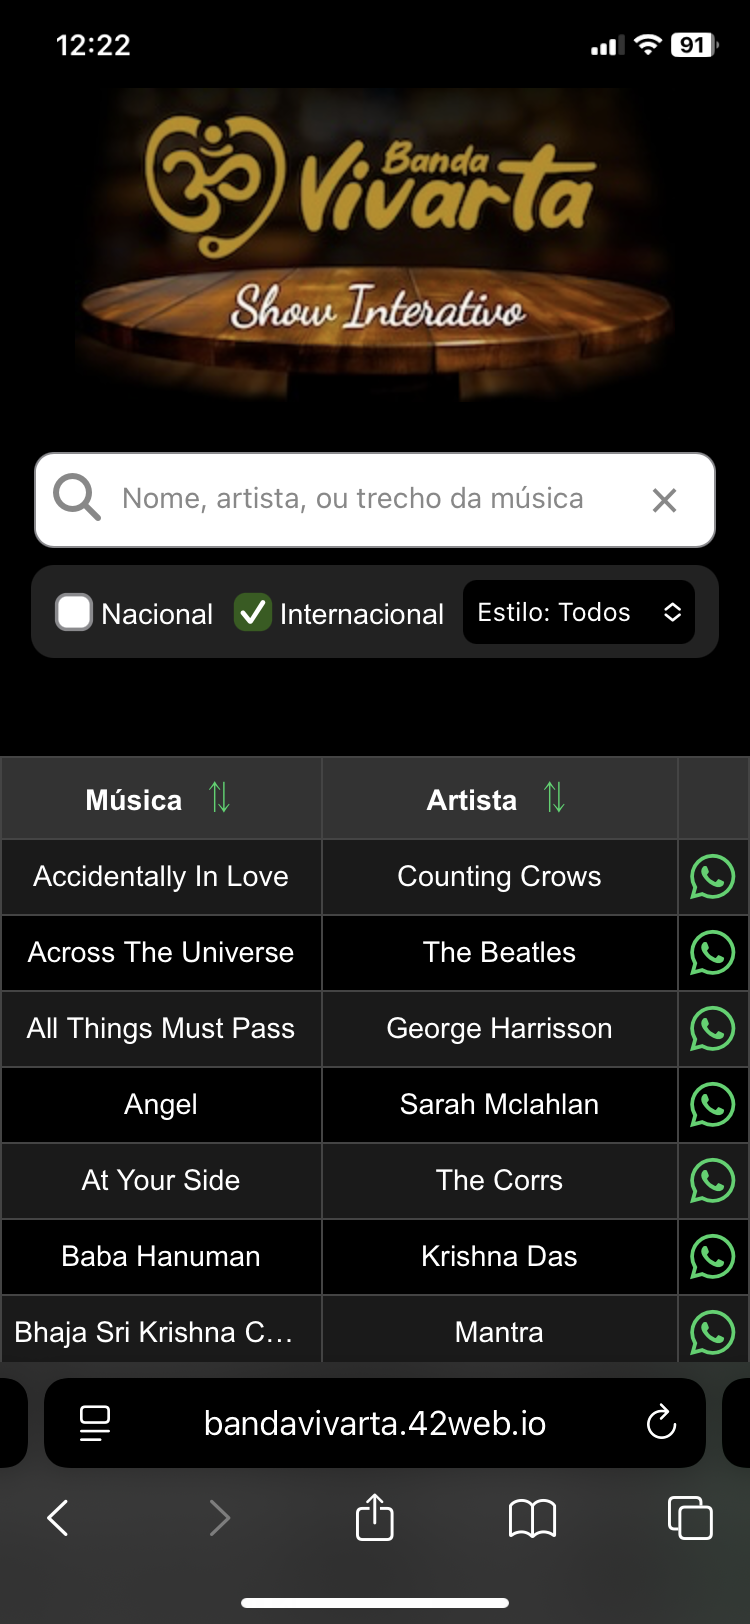 12:22
91
Banda
Vivarta
Show Interativo
Nome, artista, ou trecho da música
Nacional Internacional Estilo: Todos
Música Artista
Accidentally In Love Counting Crows
Across The Universe The Beatles
All Things Must Pass George Harrisson
Angel Sarah Mclahlan
At Your Side The Corrs
Baba Hanuman Krishna Das
Bhaja Sri Krishna C... Mantra
bandavivarta.42web.io